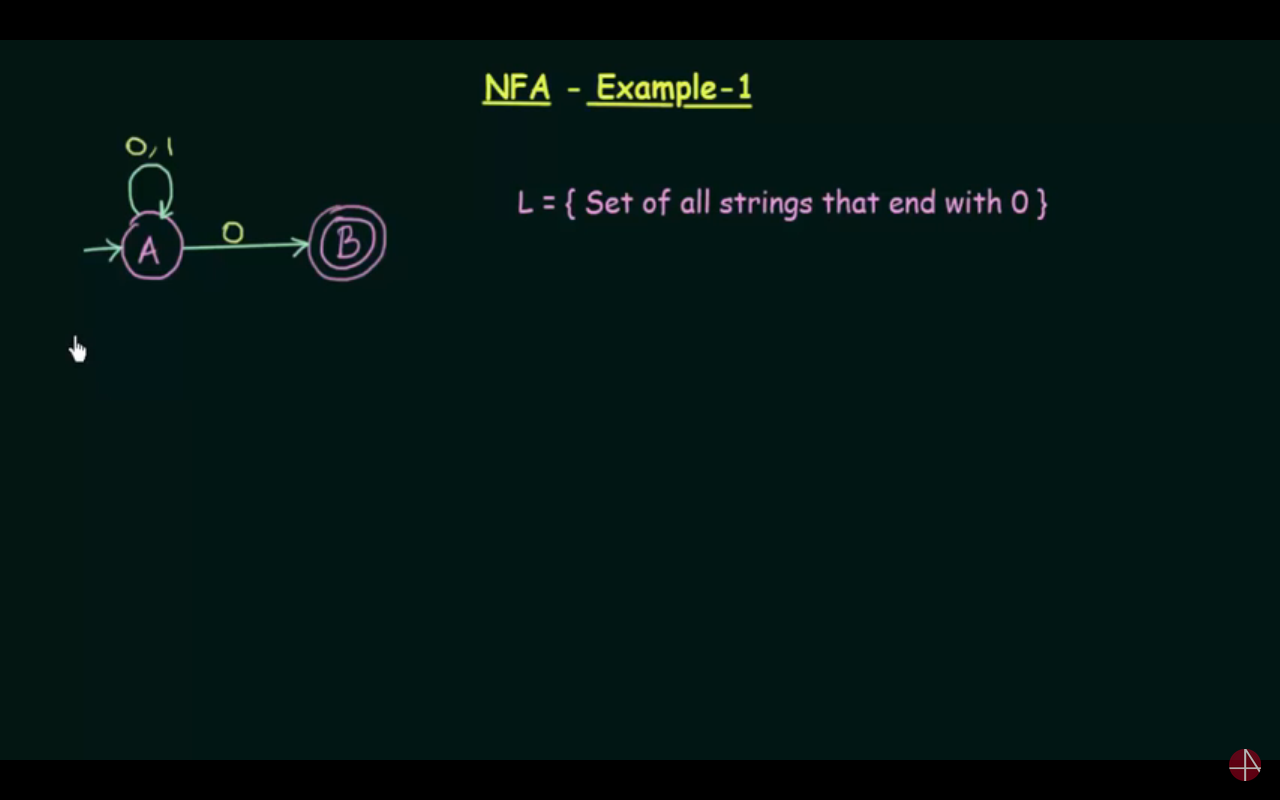 NFA - Example-1
0,1
L = { Set of all strings that end with 0 }
0
A
B